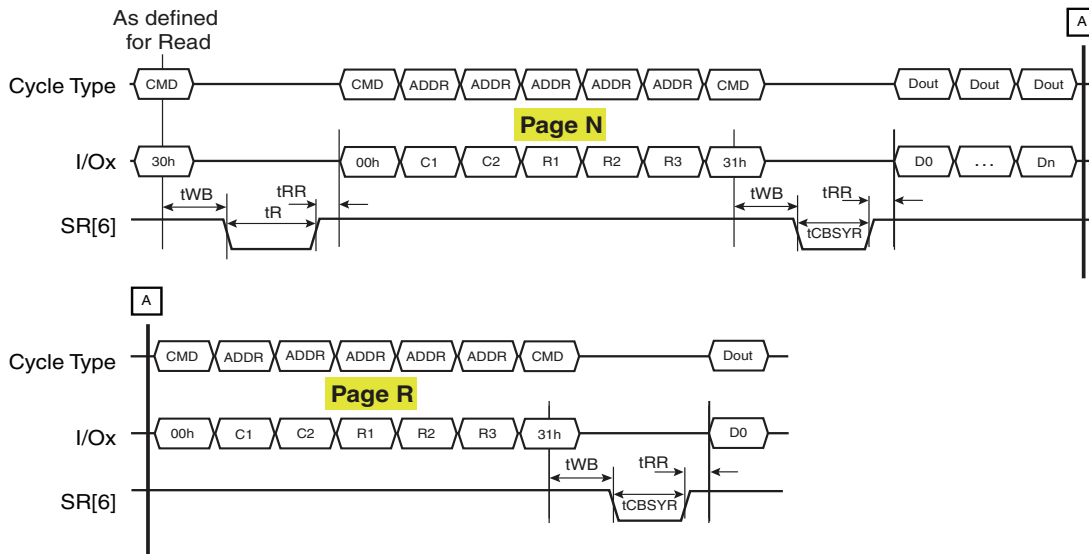 As defined
for Read
A
Cycle Type CMD CMD ADDR ADDR ADDR ADDR ADDR CMD Dout Dout Dout
Page N
I/Ox 30h 00h C1 C2 R1 R2 R3 31h D0 ... Dn
tWB tRR tWB tRR
tR tCBSYR
SR[6]
A
Cycle Type CMD ADDR ADDR ADDR ADDR ADDR CMD Dout
Page R
I/Ox 00h C1 C2 R1 R2 R3 31h D0
tWB tRR
tCBSYR
SR[6]